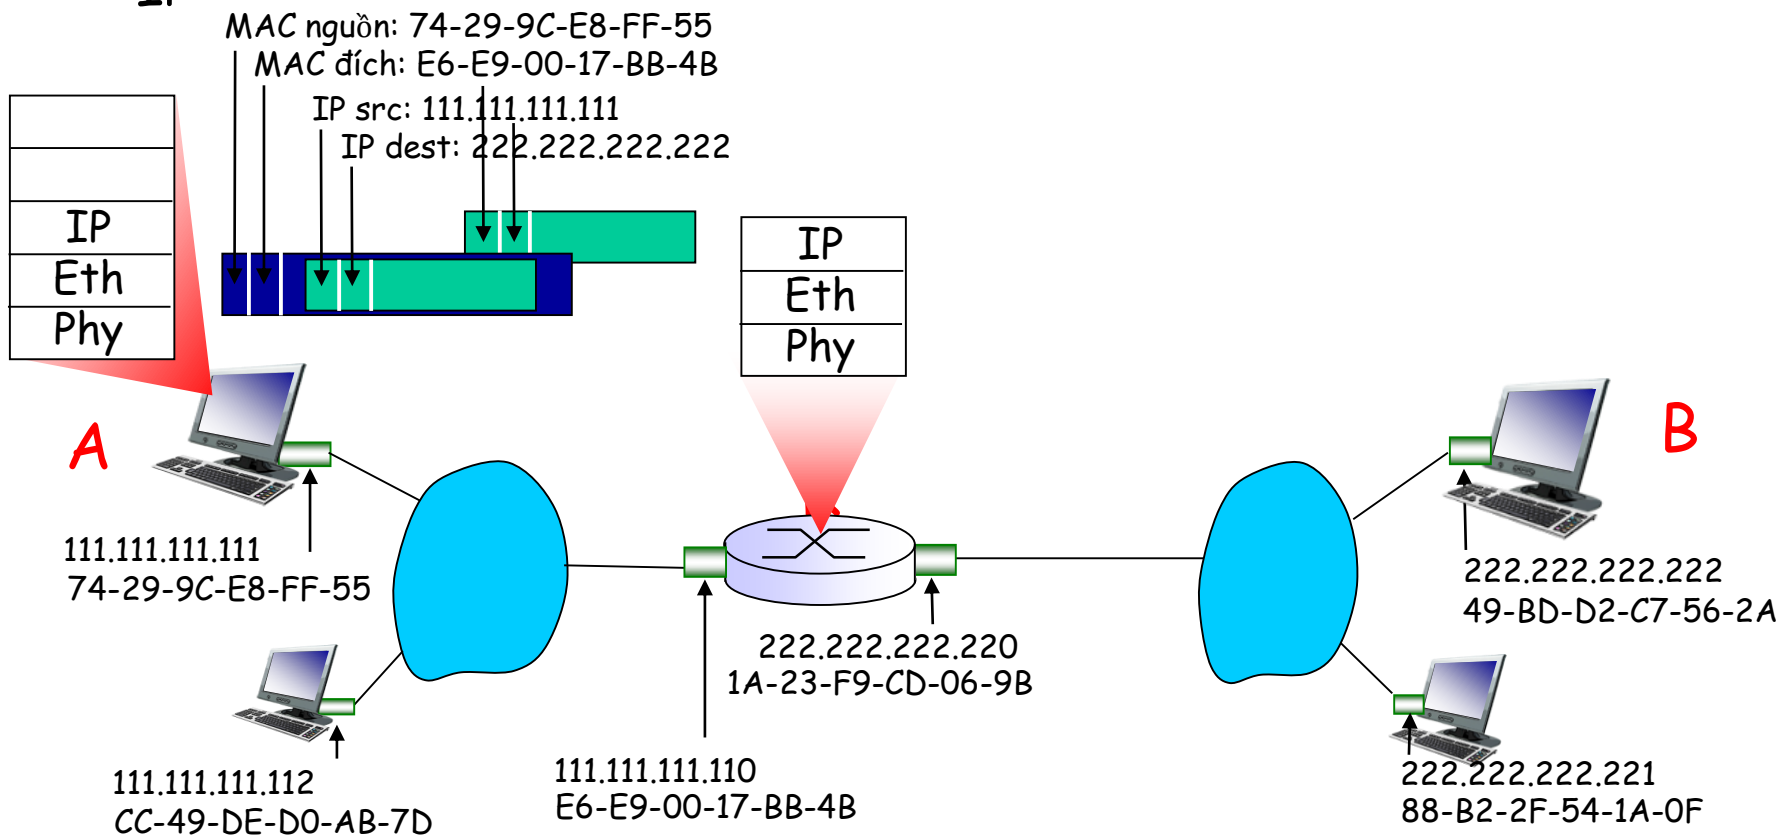 MAC nguồn: 74-29-9C-E8-FF-55
MAC đích: E6-E9-00-17-BB-4B
IP src: 111.111.111.111
IP dest: 222.222.222.222
IP
Eth
Phy
IP
Eth
Phy
A
B
111.111.111.111
74-29-9C-E8-FF-55
222.222.222.222
49-BD-D2-C7-56-2A
222.222.222.220
1A-23-F9-CD-06-9B
111.111.111.112
CC-49-DE-D0-AB-7D
111.111.111.110
E6-E9-00-17-BB-4B
222.222.222.221
88-B2-2F-54-1A-0F